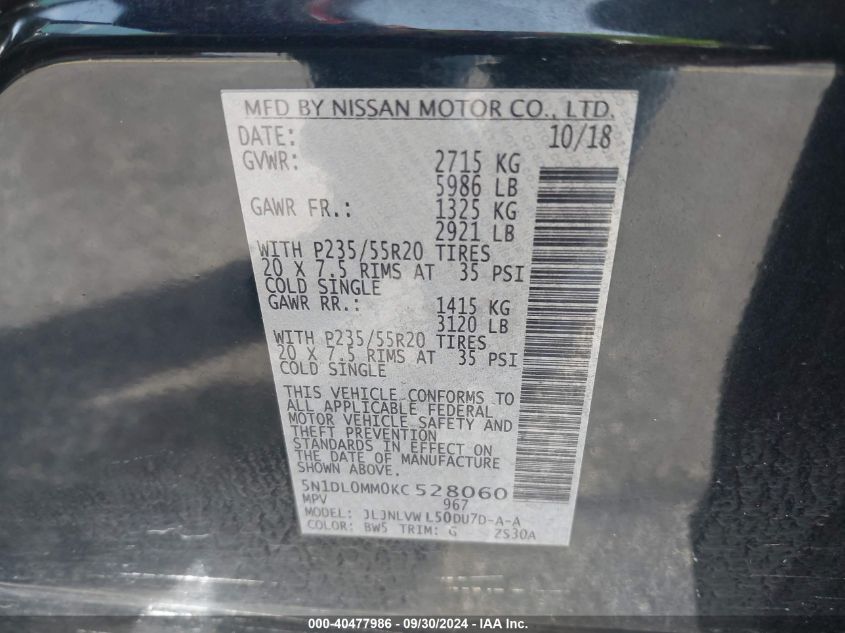 MFD BY NISSAN MOTOR CO., LTD.
DATE: 10/18
GVWR: 2715 KG
5986 LB
GAWR FR.: 1325 KG
2921 LB
WITH P235/55R20 TIRES
20 X 7.5 RIMS AT 35 PSI
COLD SINGLE
GAWR RR.: 1415 KG
3120 LB
WITH P235/55R20 TIRES
20 X 7.5 RIMS AT 35 PSI
COLD SINGLE
THIS VEHICLE CONFORMS TO
ALL APPLICABLE FEDERAL
MOTOR VEHICLE SAFETY AND
THEFT PREVENTION
STANDARDS IN EFFECT ON
THE DATE OF MANUFACTURE
SHOWN ABOVE.
5N1DL0MM0KC528060
MPV 967
MODEL: JLJNLVWL50DU7D-A-A
COLOR: BW5 TRIM: G ZS30A
000-40477986 - 09/30/2024 - IAA Inc.